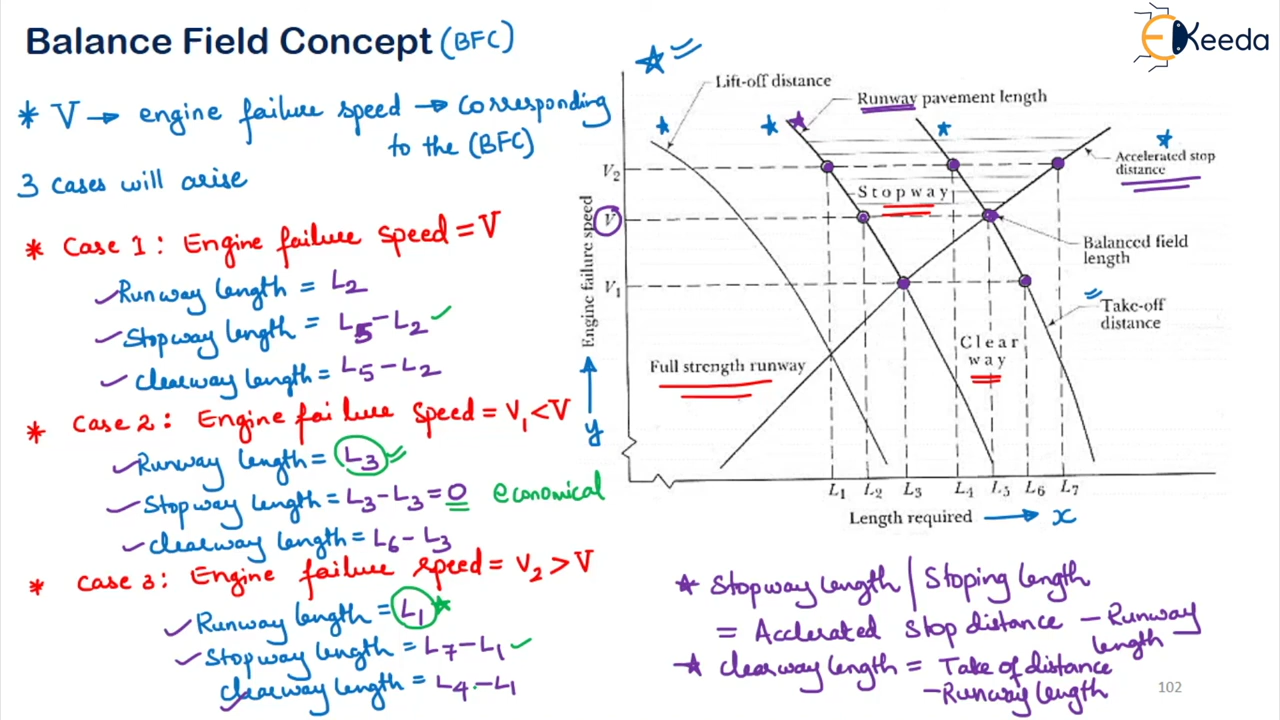 Balance Field Concept (BFC)
EKeeda
* V → engine failure speed → corresponding
to the (BFC)
3 cases will arise
* Case 1: Engine failure speed = V
Runway length = L2
Stopway length = L5-L2
clearway length = L5-L2
* Case 2: Engine failure speed = V1<V
Runway length = L3
Stopway length = L3-L3=0 economical
clearway length = L6-L3
* Case 3: Engine failure speed = V2>V
Runway length = L1
Stopway length = L7-L1
clearway length = L4-L1
Lift-off distance
Runway pavement length
Accelerated stop
distance
V2
Stopway
V
Balanced field
length
V1
Take-off
distance
Clear
way
Full strength runway
Engine failure speed
y
L1 L2 L3 L4 L5 L6 L7
Length required → x
* Stopway length / Stoping length
= Acclerated stop distance - Runway
length
* clearway length = Take of distance
- Runway length
102